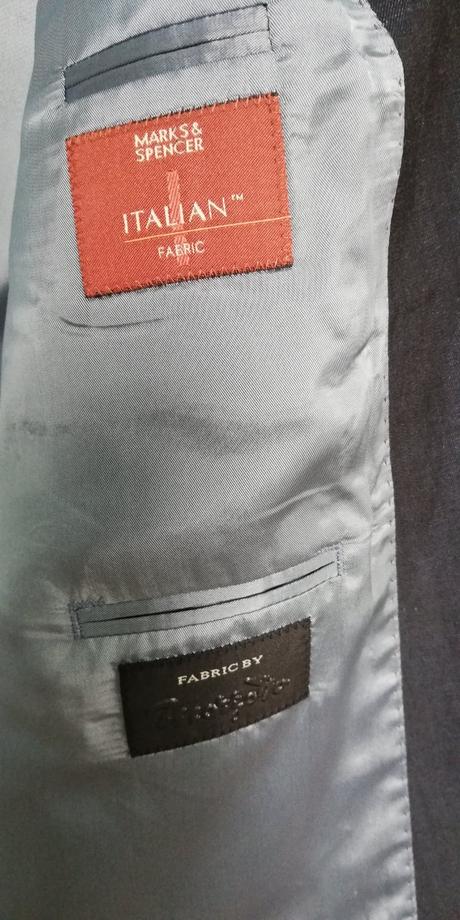 MARKS &
SPENCER
ITALIAN™
FABRIC
FABRIC BY